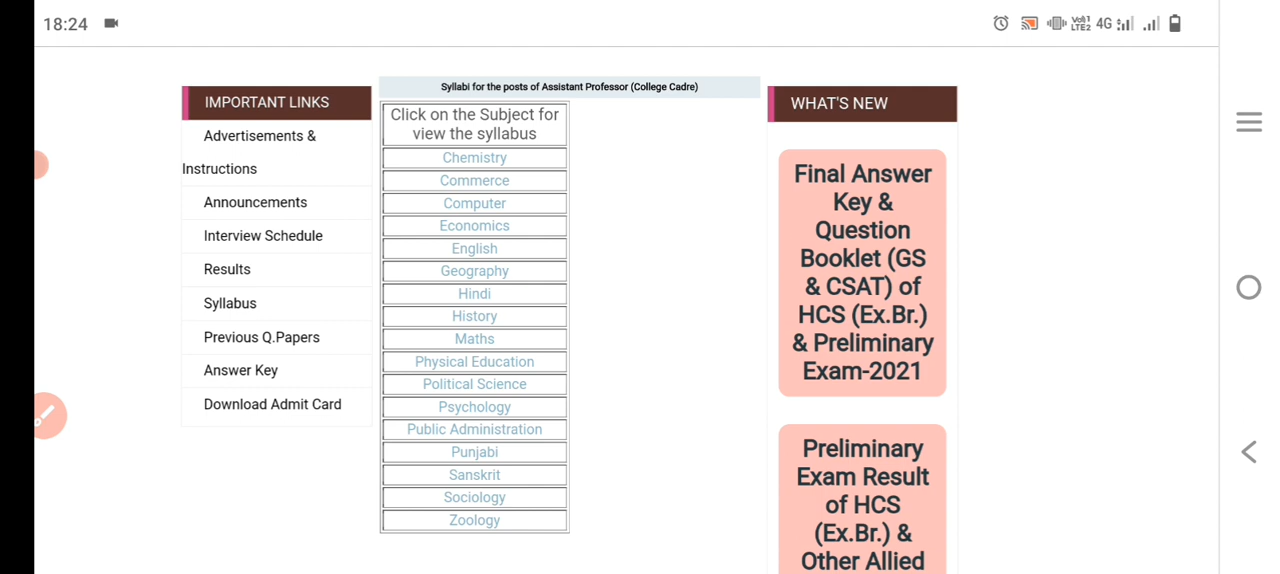 18:24
Vo))1
LTE2
4G
IMPORTANT LINKS
Advertisements &
Instructions
Announcements
Interview Schedule
Results
Syllabus
Previous Q.Papers
Answer Key
Download Admit Card
Syllabi for the posts of Assistant Professor (College Cadre)
Click on the Subject for
view the syllabus
Chemistry
Commerce
Computer
Economics
English
Geography
Hindi
History
Maths
Physical Education
Political Science
Psychology
Public Administration
Punjabi
Sanskrit
Sociology
Zoology
WHAT'S NEW
Final Answer
Key &
Question
Booklet (GS
& CSAT) of
HCS (Ex.Br.)
& Preliminary
Exam-2021
Preliminary
Exam Result
of HCS
(Ex.Br.) &
Other Allied